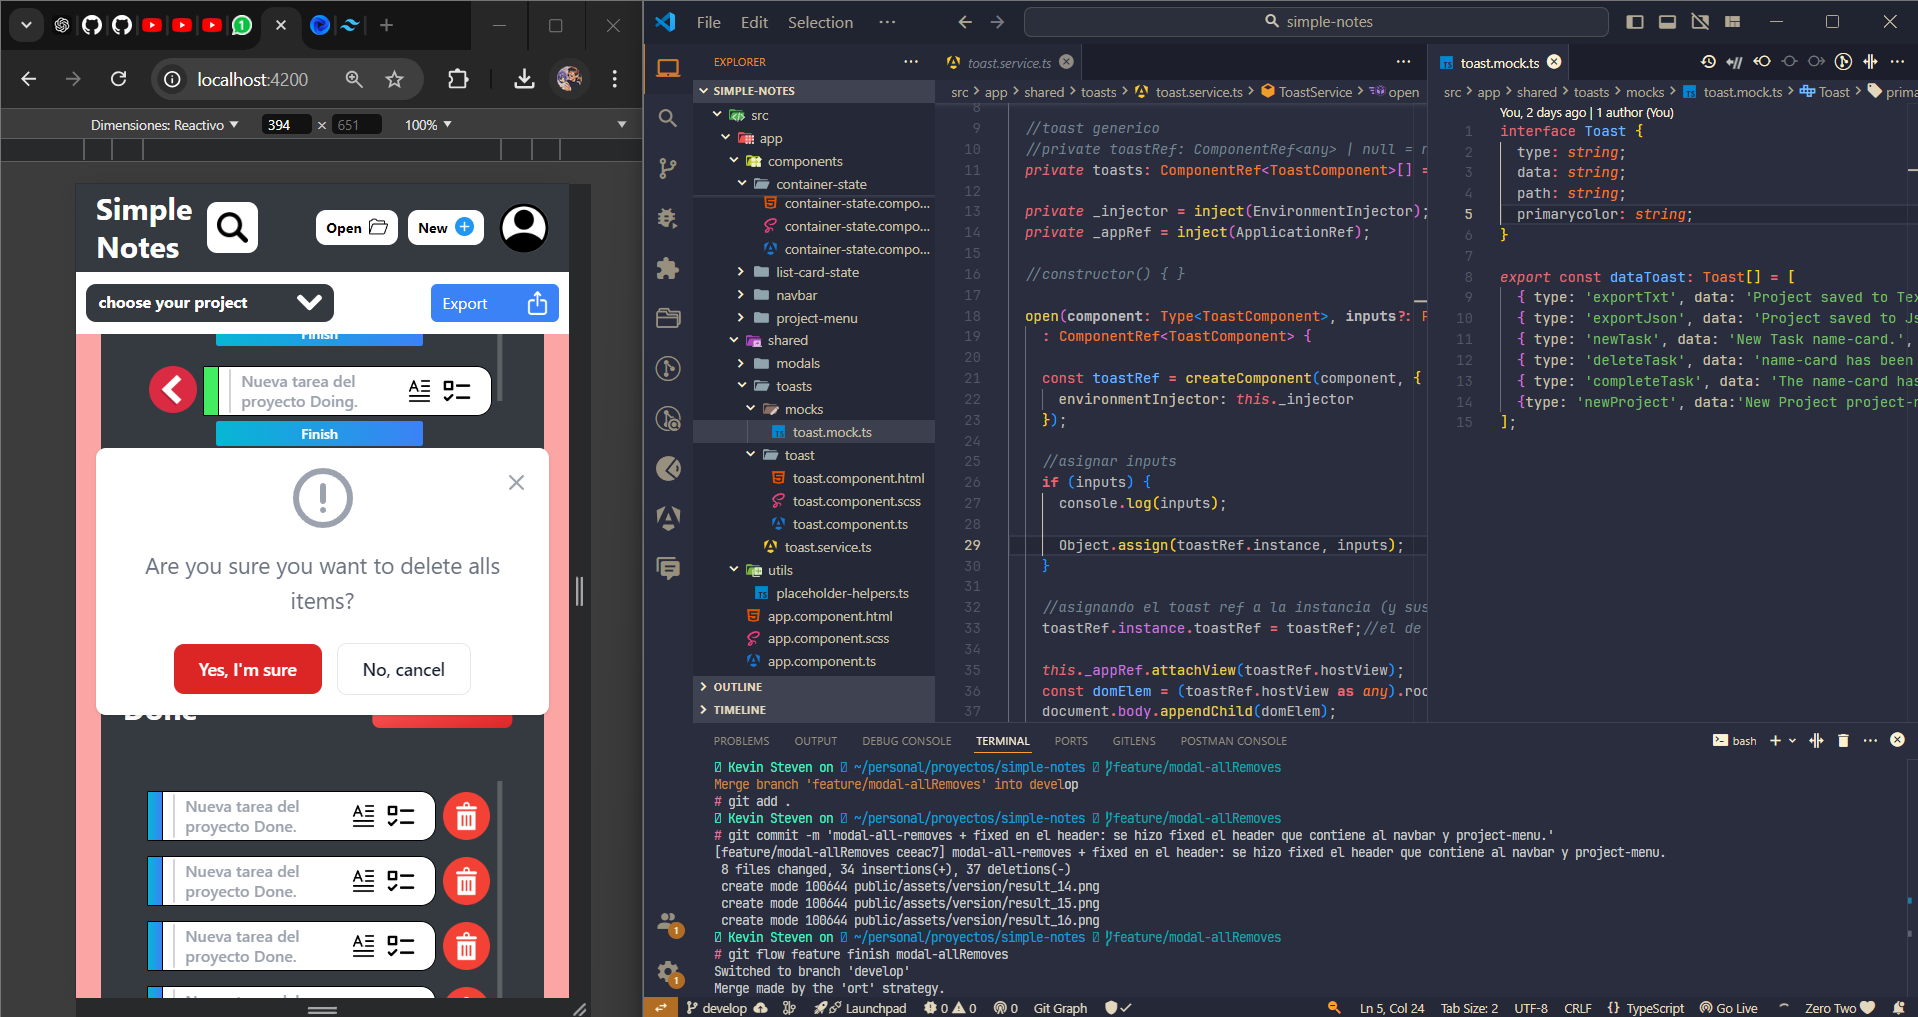 localhost:4200
Dimensiones: Reactivo
394 × 651
100%
Simple
Notes
Open
New
choose your project
Export
Finish
Nueva tarea del
proyecto Doing.
Finish
Are you sure you want to delete alls
items?
Yes, I'm sure
No, cancel
Done
Nueva tarea del
proyecto Done.
Nueva tarea del
proyecto Done.
Nueva tarea del
proyecto Done.
File Edit Selection ···
simple-notes
EXPLORER
SIMPLE-NOTES
src
app
components
container-state
container-state.compo...
container-state.compo...
container-state.compo...
list-card-state
navbar
project-menu
shared
modals
toasts
mocks
toast.mock.ts
toast
toast.component.html
toast.component.scss
toast.component.ts
toast.service.ts
utils
placeholder-helpers.ts
app.component.html
app.component.scss
app.component.ts
OUTLINE
TIMELINE
toast.service.ts
src > app > shared > toasts > toast.service.ts > ToastService > open
8
9 //toast generico
10 //private toastRef: ComponentRef<any> | null = n
11 private toasts: ComponentRef<ToastComponent>[] =
12
13 private _injector = inject(EnvironmentInjector);
14 private _appRef = inject(ApplicationRef);
15
16 //constructor() { }
17
18 open(component: Type<ToastComponent>, inputs?: R
19 : ComponentRef<ToastComponent> {
20
21 const toastRef = createComponent(component, {
22 environmentInjector: this._injector
23 });
24
25 //asignar inputs
26 if (inputs) {
27 console.log(inputs);
28
29 Object.assign(toastRef.instance, inputs);
30 }
31
32 //asignando el toast ref a la instancia (y sus
33 toastRef.instance.toastRef = toastRef;//el de
34
35 this._appRef.attachView(toastRef.hostView);
36 const domElem = (toastRef.hostView as any).roo
37 document.body.appendChild(domElem);
toast.mock.ts
src > app > shared > toasts > mocks > toast.mock.ts > Toast > prima
You, 2 days ago | 1 author (You)
1 interface Toast {
2 type: string;
3 data: string;
4 path: string;
5 primarycolor: string;
6 }
7
8 export const dataToast: Toast[] = [
9 { type: 'exportTxt', data: 'Project saved to Tex
10 { type: 'exportJson', data: 'Project saved to Js
11 { type: 'newTask', data: 'New Task name-card.',
12 { type: 'deleteTask', data: 'name-card has been
13 { type: 'completeTask', data: 'The name-card has
14 {type: 'newProject', data:'New Project project-n
15 ];
PROBLEMS OUTPUT DEBUG CONSOLE TERMINAL PORTS GITLENS POSTMAN CONSOLE
bash
Kevin Steven on ~/personal/proyectos/simple-notes feature/modal-allRemoves
Merge branch 'feature/modal-allRemoves' into develop
# git add .
Kevin Steven on ~/personal/proyectos/simple-notes feature/modal-allRemoves
# git commit -m 'modal-all-removes + fixed en el header: se hizo fixed el header que contiene al navbar y project-menu.'
[feature/modal-allRemoves ceeac7] modal-all-removes + fixed en el header: se hizo fixed el header que contiene al navbar y project-menu.
8 files changed, 34 insertions(+), 37 deletions(-)
create mode 100644 public/assets/version/result_14.png
create mode 100644 public/assets/version/result_15.png
create mode 100644 public/assets/version/result_16.png
Kevin Steven on ~/personal/proyectos/simple-notes feature/modal-allRemoves
# git flow feature finish modal-allRemoves
Switched to branch 'develop'
Merge made by the 'ort' strategy.
develop
Launchpad
0 0
0
Git Graph
Ln 5, Col 24
Tab Size: 2
UTF-8
CRLF
{} TypeScript
Go Live
Zero Two